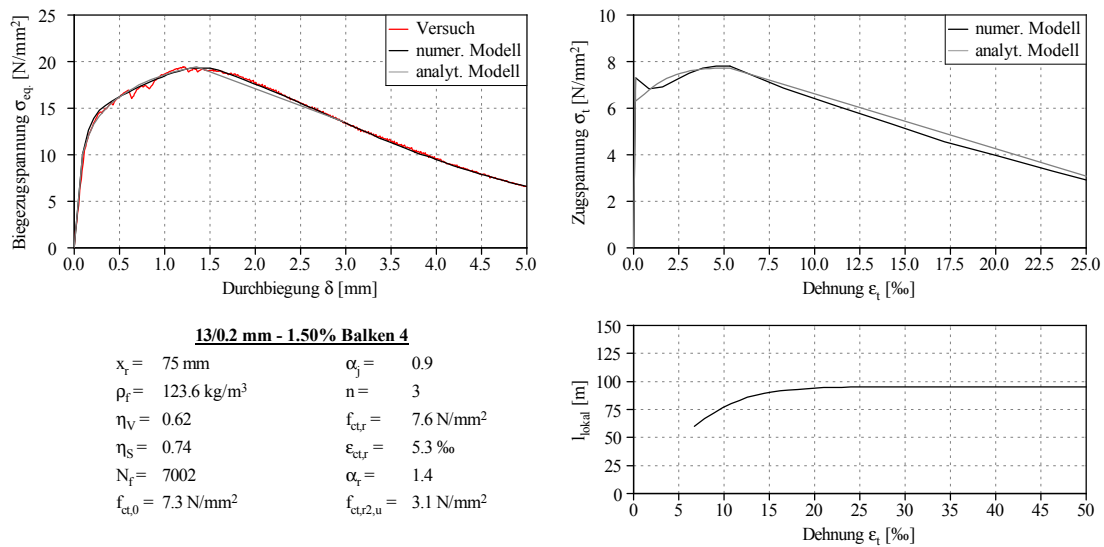 Biegezugspannung σeq. [N/mm²]
25
20
15
10
5
0
Versuch
numer. Modell
analyt. Modell
0.0 0.5 1.0 1.5 2.0 2.5 3.0 3.5 4.0 4.5 5.0
Durchbiegung δ [mm]
Zugspannung σt [N/mm²]
10
8
6
4
2
0
numer. Modell
analyt. Modell
0.0 2.5 5.0 7.5 10.0 12.5 15.0 17.5 20.0 22.5 25.0
Dehnung εt [‰]
13/0.2 mm - 1.50% Balken 4
xr = 75 mm αj = 0.9
ρf = 123.6 kg/m³ n = 3
ηV = 0.62 fct,r = 7.6 N/mm²
ηS = 0.74 εct,r = 5.3 ‰
Nf = 7002 αr = 1.4
fct,0 = 7.3 N/mm² fct,r2,u = 3.1 N/mm²
llokal [m]
150
125
100
75
50
25
0
0 5 10 15 20 25 30 35 40 45 50
Dehnung εt [‰]